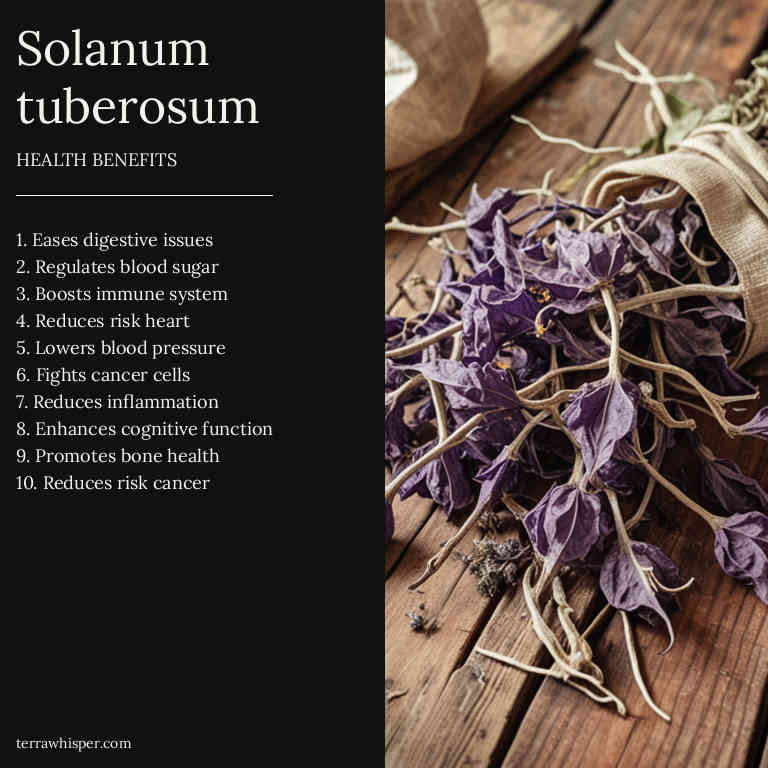 Solanum
tuberosum
HEALTH BENEFITS
1. Eases digestive issues
2. Regulates blood sugar
3. Boosts immune system
4. Reduces risk heart
5. Lowers blood pressure
6. Fights cancer cells
7. Reduces inflammation
8. Enhances cognitive function
9. Promotes bone health
10. Reduces risk cancer
terrawhisper.com